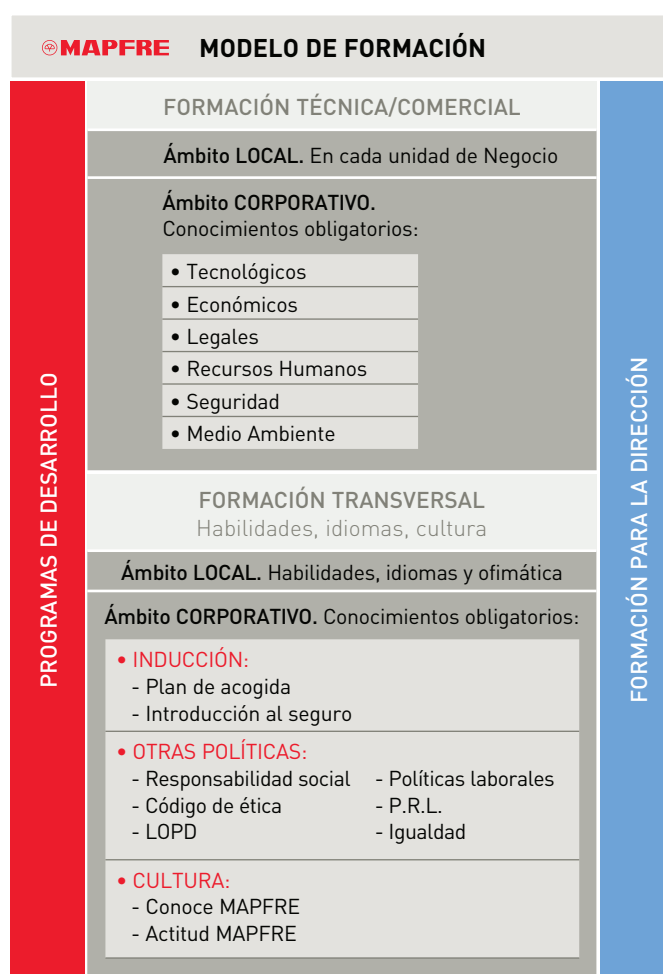 MAPFRE MODELO DE FORMACIÓN
PROGRAMAS DE DESARROLLO
FORMACIÓN TÉCNICA/COMERCIAL
Ámbito LOCAL. En cada unidad de Negocio
Ámbito CORPORATIVO.
Conocimientos obligatorios:
• Tecnológicos
• Económicos
• Legales
• Recursos Humanos
• Seguridad
• Medio Ambiente
FORMACIÓN TRANSVERSAL
Habilidades, idiomas, cultura
Ámbito LOCAL. Habilidades, idiomas y ofimática
Ámbito CORPORATIVO. Conocimientos obligatorios:
• INDUCCIÓN:
- Plan de acogida
- Introducción al seguro
• OTRAS POLÍTICAS:
- Responsabilidad social - Políticas laborales
- Código de ética - P.R.L.
- LOPD - Igualdad
• CULTURA:
- Conoce MAPFRE
- Actitud MAPFRE
FORMACIÓN PARA LA DIRECCIÓN